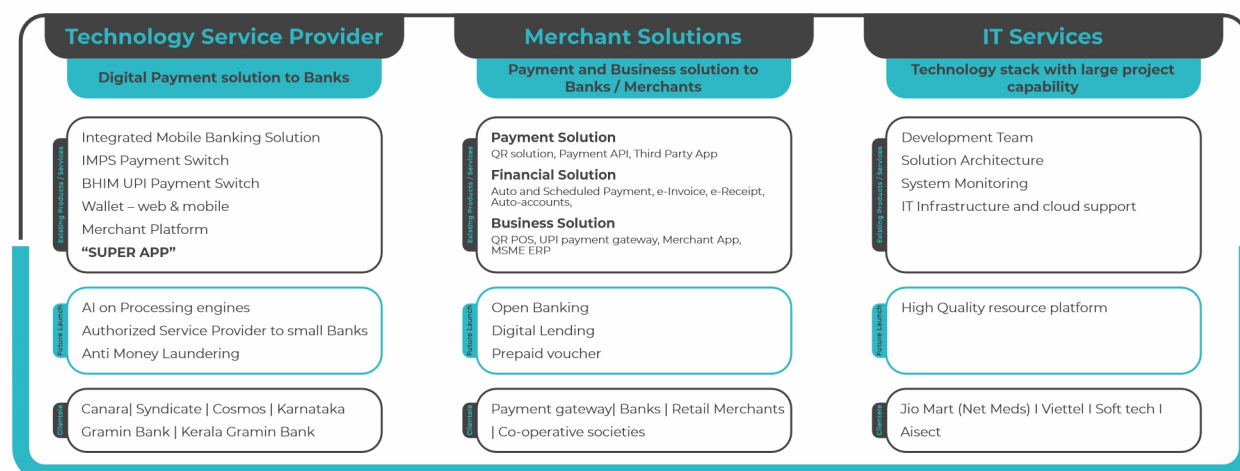 Technology Service Provider
Digital Payment solution to Banks
Existing Products / Services
Integrated Mobile Banking Solution
IMPS Payment Switch
BHIM UPI Payment Switch
Wallet – web & mobile
Merchant Platform
“SUPER APP”
Future Launch
AI on Processing engines
Authorized Service Provider to small Banks
Anti Money Laundering
Clientele
Canara| Syndicate | Cosmos | Karnataka
Gramin Bank | Kerala Gramin Bank
Merchant Solutions
Payment and Business solution to
Banks / Merchants
Existing Products / Services
Payment Solution
QR solution, Payment API, Third Party App
Financial Solution
Auto and Scheduled Payment, e-Invoice, e-Receipt,
Auto-accounts,
Business Solution
QR POS, UPI payment gateway, Merchant App,
MSME ERP
Future Launch
Open Banking
Digital Lending
Prepaid voucher
Clientele
Payment gateway| Banks | Retail Merchants
| Co-operative societies
IT Services
Technology stack with large project
capability
Existing Products / Services
Development Team
Solution Architecture
System Monitoring
IT Infrastructure and cloud support
Future Launch
High Quality resource platform
Clientele
Jio Mart (Net Meds) I Viettel I Soft tech I
Aisect